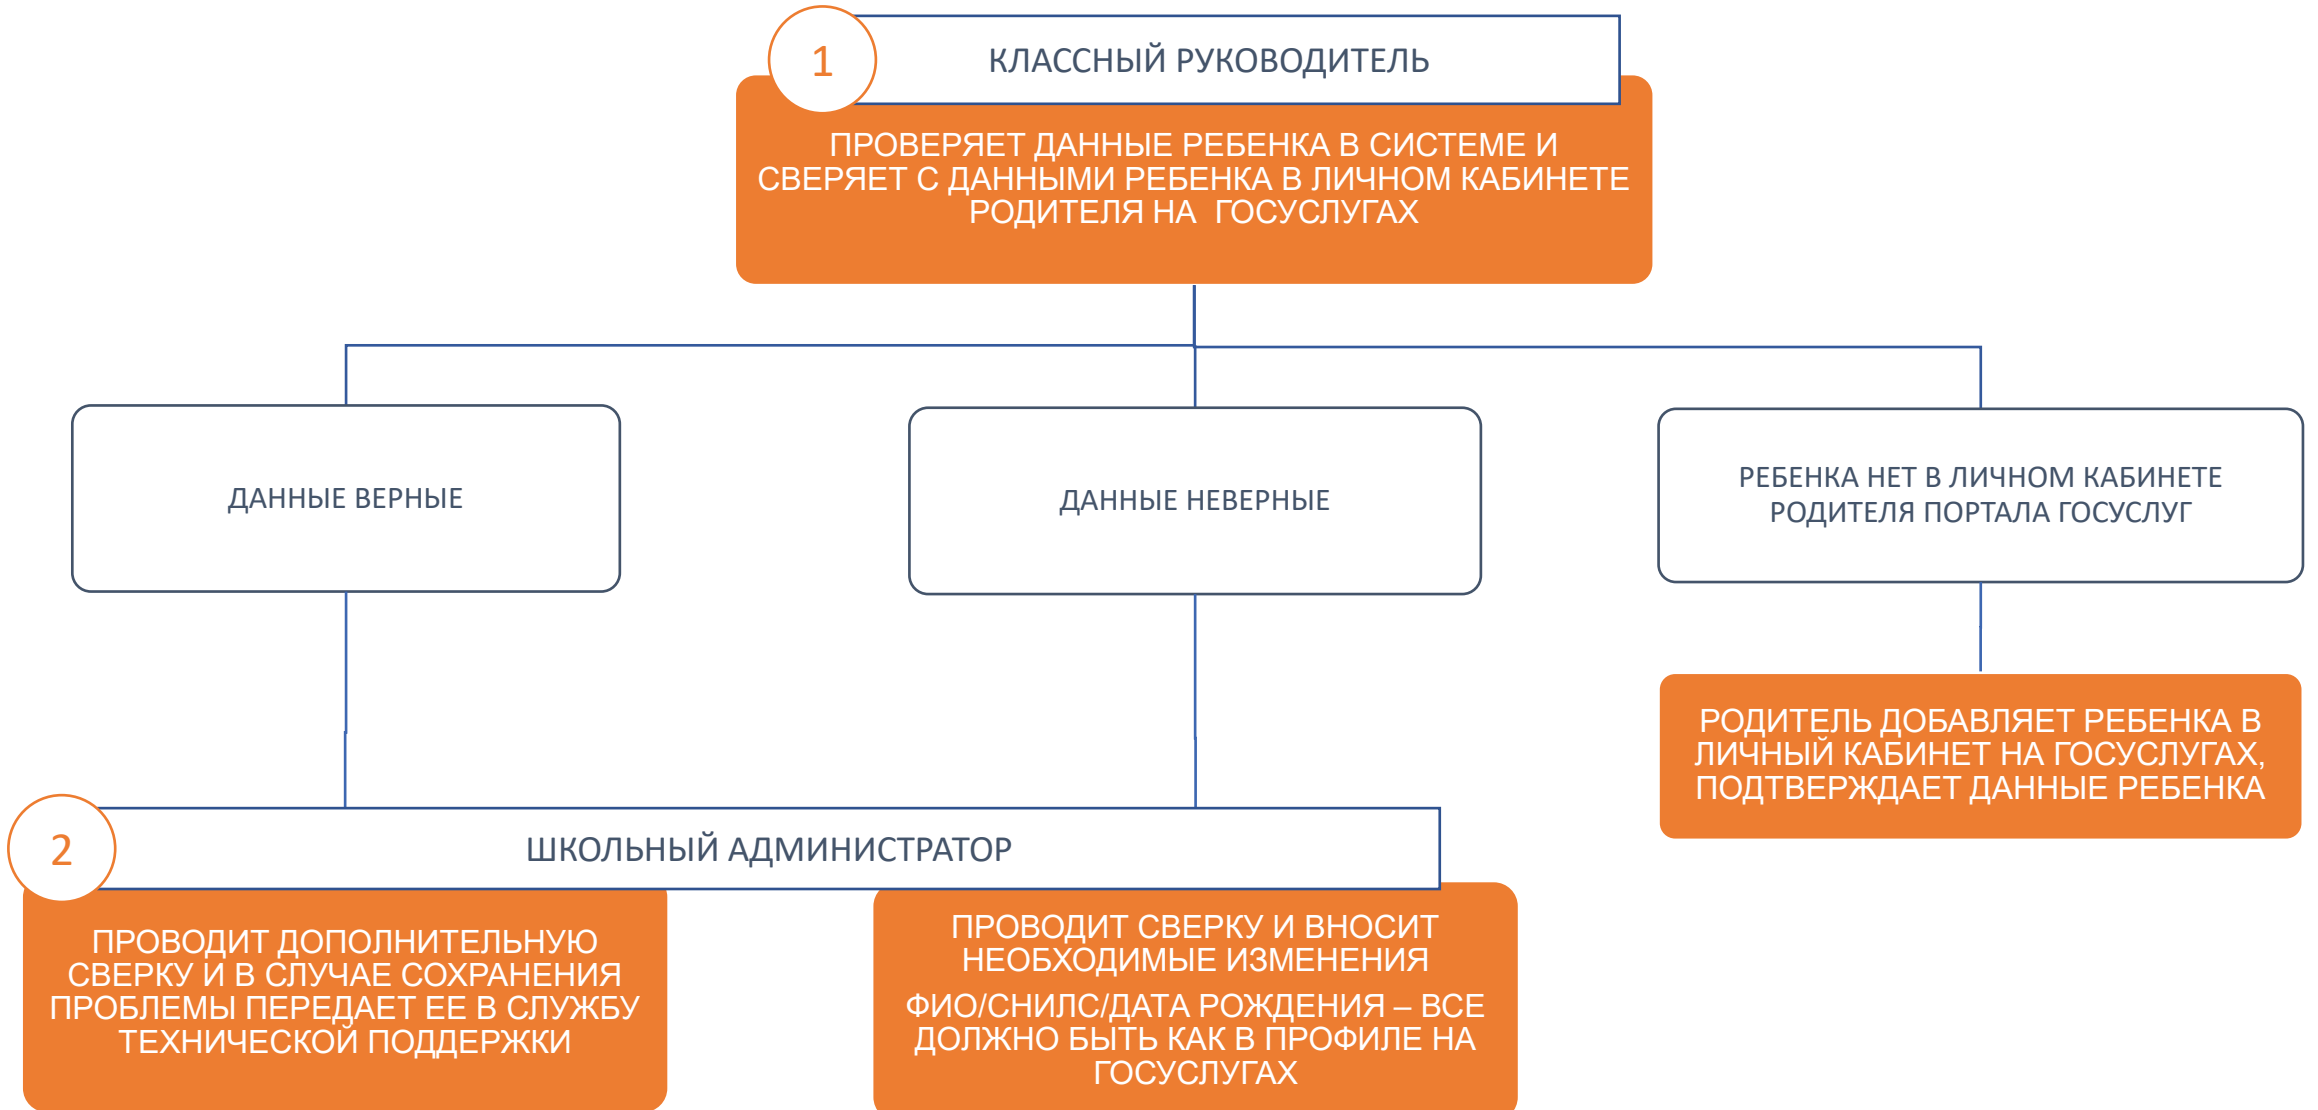 1
КЛАССНЫЙ РУКОВОДИТЕЛЬ
ПРОВЕРЯЕТ ДАННЫЕ РЕБЕНКА В СИСТЕМЕ И
СВЕРЯЕТ С ДАННЫМИ РЕБЕНКА В ЛИЧНОМ КАБИНЕТЕ
РОДИТЕЛЯ НА ГОСУСЛУГАХ
ДАННЫЕ ВЕРНЫЕ
ДАННЫЕ НЕВЕРНЫЕ
РЕБЕНКА НЕТ В ЛИЧНОМ КАБИНЕТЕ
РОДИТЕЛЯ ПОРТАЛА ГОСУСЛУГ
РОДИТЕЛЬ ДОБАВЛЯЕТ РЕБЕНКА В
ЛИЧНЫЙ КАБИНЕТ НА ГОСУСЛУГАХ,
ПОДТВЕРЖДАЕТ ДАННЫЕ РЕБЕНКА
2
ШКОЛЬНЫЙ АДМИНИСТРАТОР
ПРОВОДИТ ДОПОЛНИТЕЛЬНУЮ
СВЕРКУ И В СЛУЧАЕ СОХРАНЕНИЯ
ПРОБЛЕМЫ ПЕРЕДАЕТ ЕЕ В СЛУЖБУ
ТЕХНИЧЕСКОЙ ПОДДЕРЖКИ
ПРОВОДИТ СВЕРКУ И ВНОСИТ
НЕОБХОДИМЫЕ ИЗМЕНЕНИЯ
ФИО/СНИЛС/ДАТА РОЖДЕНИЯ – ВСЕ
ДОЛЖНО БЫТЬ КАК В ПРОФИЛЕ НА
ГОСУСЛУГАХ